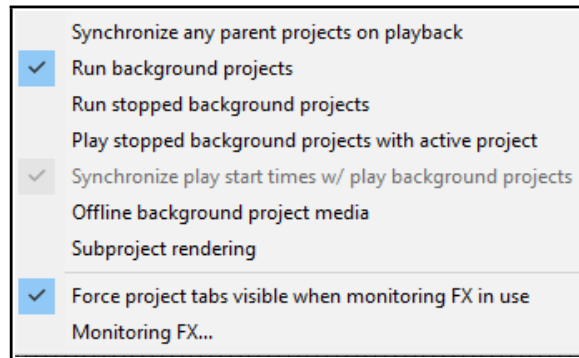 Synchronize any parent projects on playback
Run background projects
Run stopped background projects
Play stopped background projects with active project
Synchronize play start times w/ play background projects
Offline background project media
Subproject rendering
Force project tabs visible when monitoring FX in use
Monitoring FX...